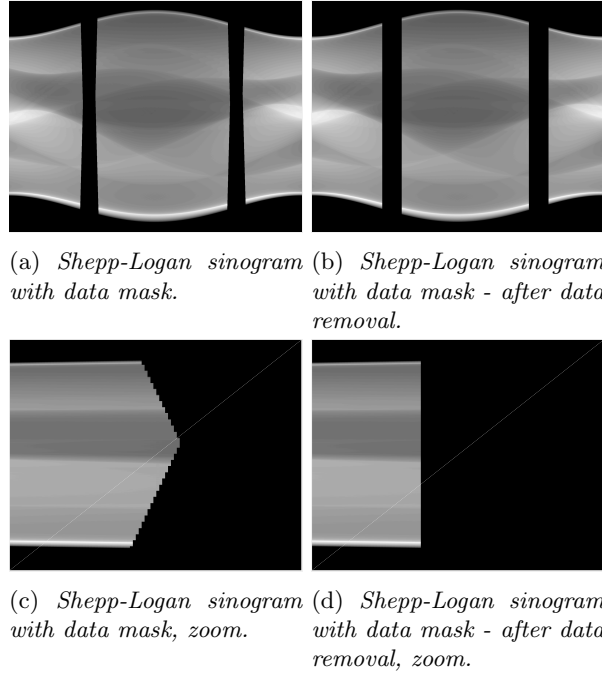 (a) Shepp-Logan sinogram
with data mask.
(b) Shepp-Logan sinogram
with data mask - after data
removal.
(c) Shepp-Logan sinogram
with data mask, zoom.
(d) Shepp-Logan sinogram
with data mask - after data
removal, zoom.